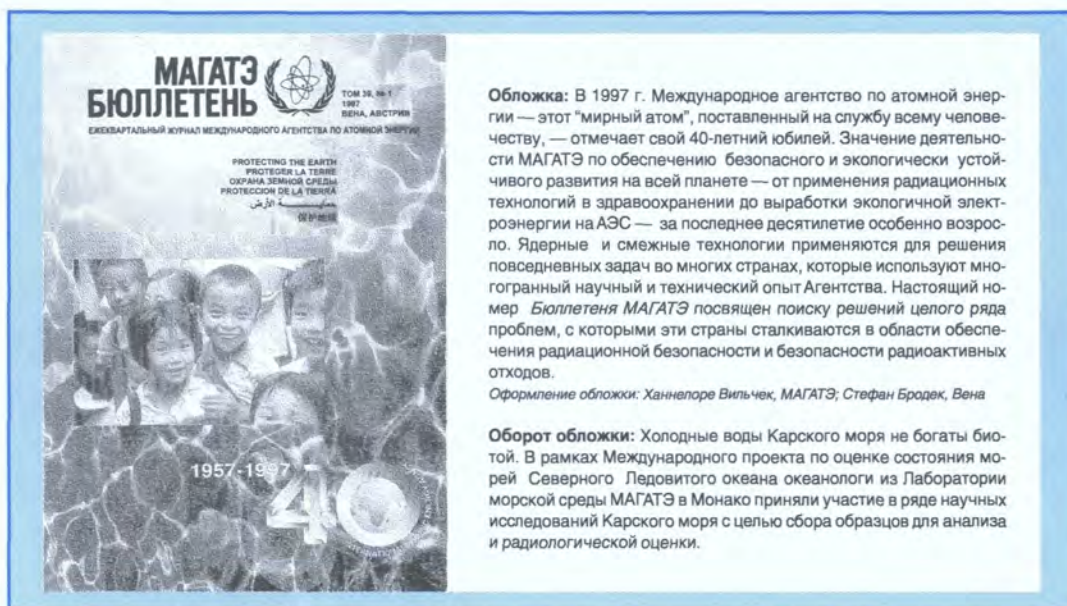 МАГАТЭ
БЮЛЛЕТЕНЬ
ТОМ 39, № 1
1997
ВЕНА, АВСТРИЯ
ЕЖЕКВАРТАЛЬНЫЙ ЖУРНАЛ МЕЖДУНАРОДНОГО АГЕНТСТВА ПО АТОМНОЙ ЭНЕРГИИ
PROTECTING THE EARTH
PROTEGER LA TERRE
ОХРАНА ЗЕМНОЙ СРЕДЫ
PROTECCION DE LA TIERRA
حمايـــة الأرض
保护地球
1957-1997
40
Обложка: В 1997 г. Международное агентство по атомной энер-
гии — этот "мирный атом", поставленный на службу всему челове-
честву, — отмечает свой 40-летний юбилей. Значение деятельно-
сти МАГАТЭ по обеспечению безопасного и экологически устой-
чивого развития на всей планете — от применения радиационных
технологий в здравоохранении до выработки экологичной элект-
роэнергии на АЭС — за последнее десятилетие особенно возрос-
ло. Ядерные и смежные технологии применяются для решения
повседневных задач во многих странах, которые используют мно-
гогранный научный и технический опыт Агентства. Настоящий но-
мер Бюллетеня МАГАТЭ посвящен поиску решений целого ряда
проблем, с которыми эти страны сталкиваются в области обеспе-
чения радиационной безопасности и безопасности радиоактивных
отходов.
Оформление обложки: Ханнелоре Вильчек, МАГАТЭ; Стефан Бродек, Вена
Оборот обложки: Холодные воды Карского моря не богаты био-
той. В рамках Международного проекта по оценке состояния мо-
рей Северного Ледовитого океана океанологи из Лаборатории
морской среды МАГАТЭ в Монако приняли участие в ряде научных
исследований Карского моря с целью сбора образцов для анализа
и радиологической оценки.